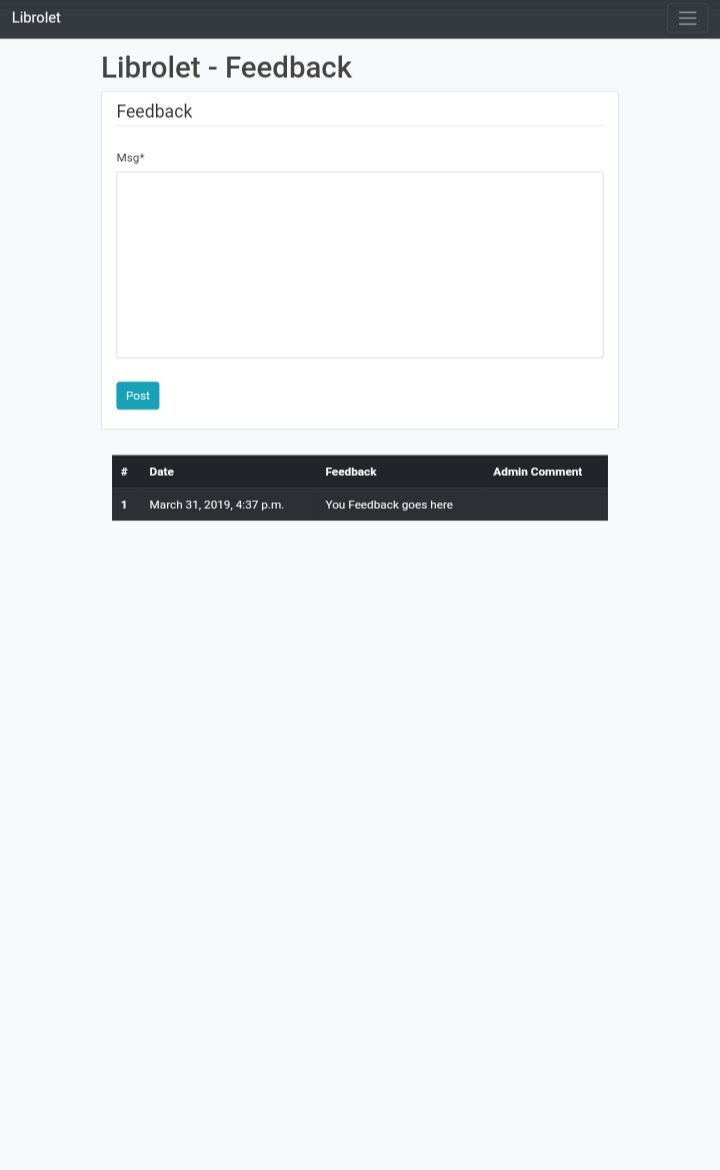 Librolet
Librolet - Feedback
Feedback
Msg*
Post
# Date Feedback Admin Comment
1 March 31, 2019, 4:37 p.m. You Feedback goes here